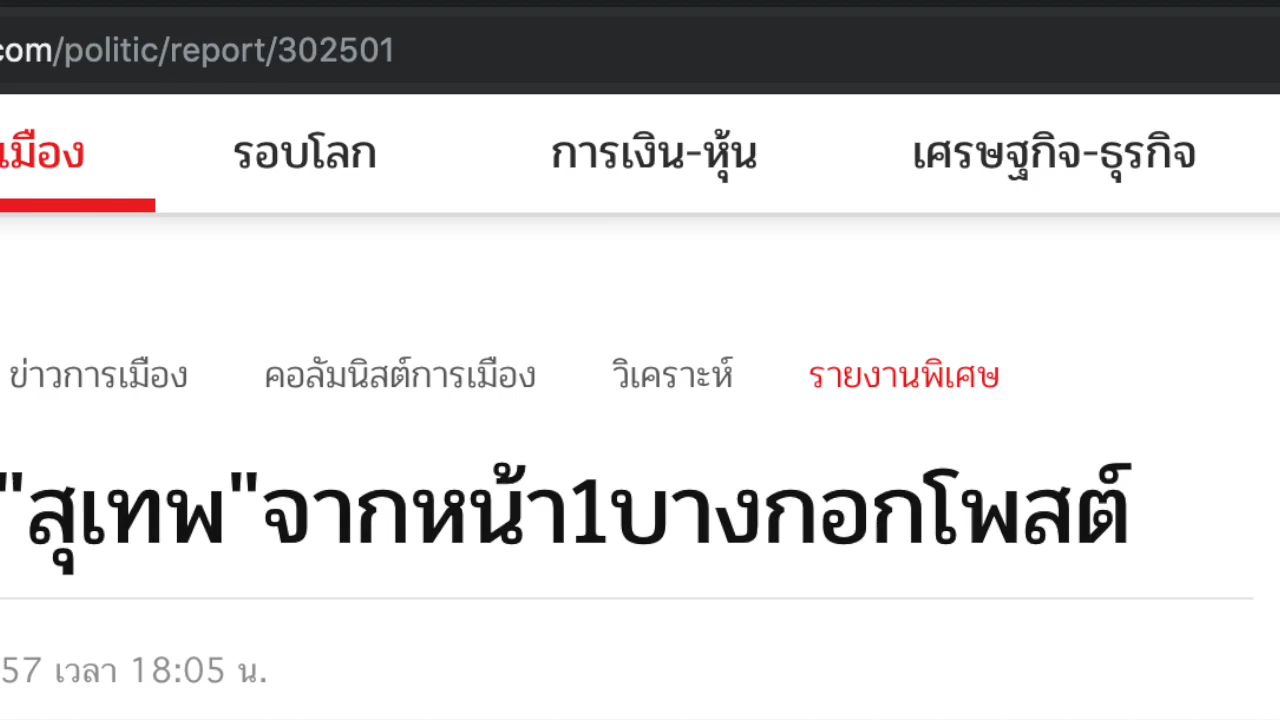 com/politic/report/302501
เมือง รอบโลก การเงิน-หุ้น เศรษฐกิจ-ธุรกิจ
ข่าวการเมือง คอลัมนิสต์การเมือง วิเคราะห์ รายงานพิเศษ
"สุเทพ"จากหน้า1บางกอกโพสต์
57 เวลา 18:05 น.